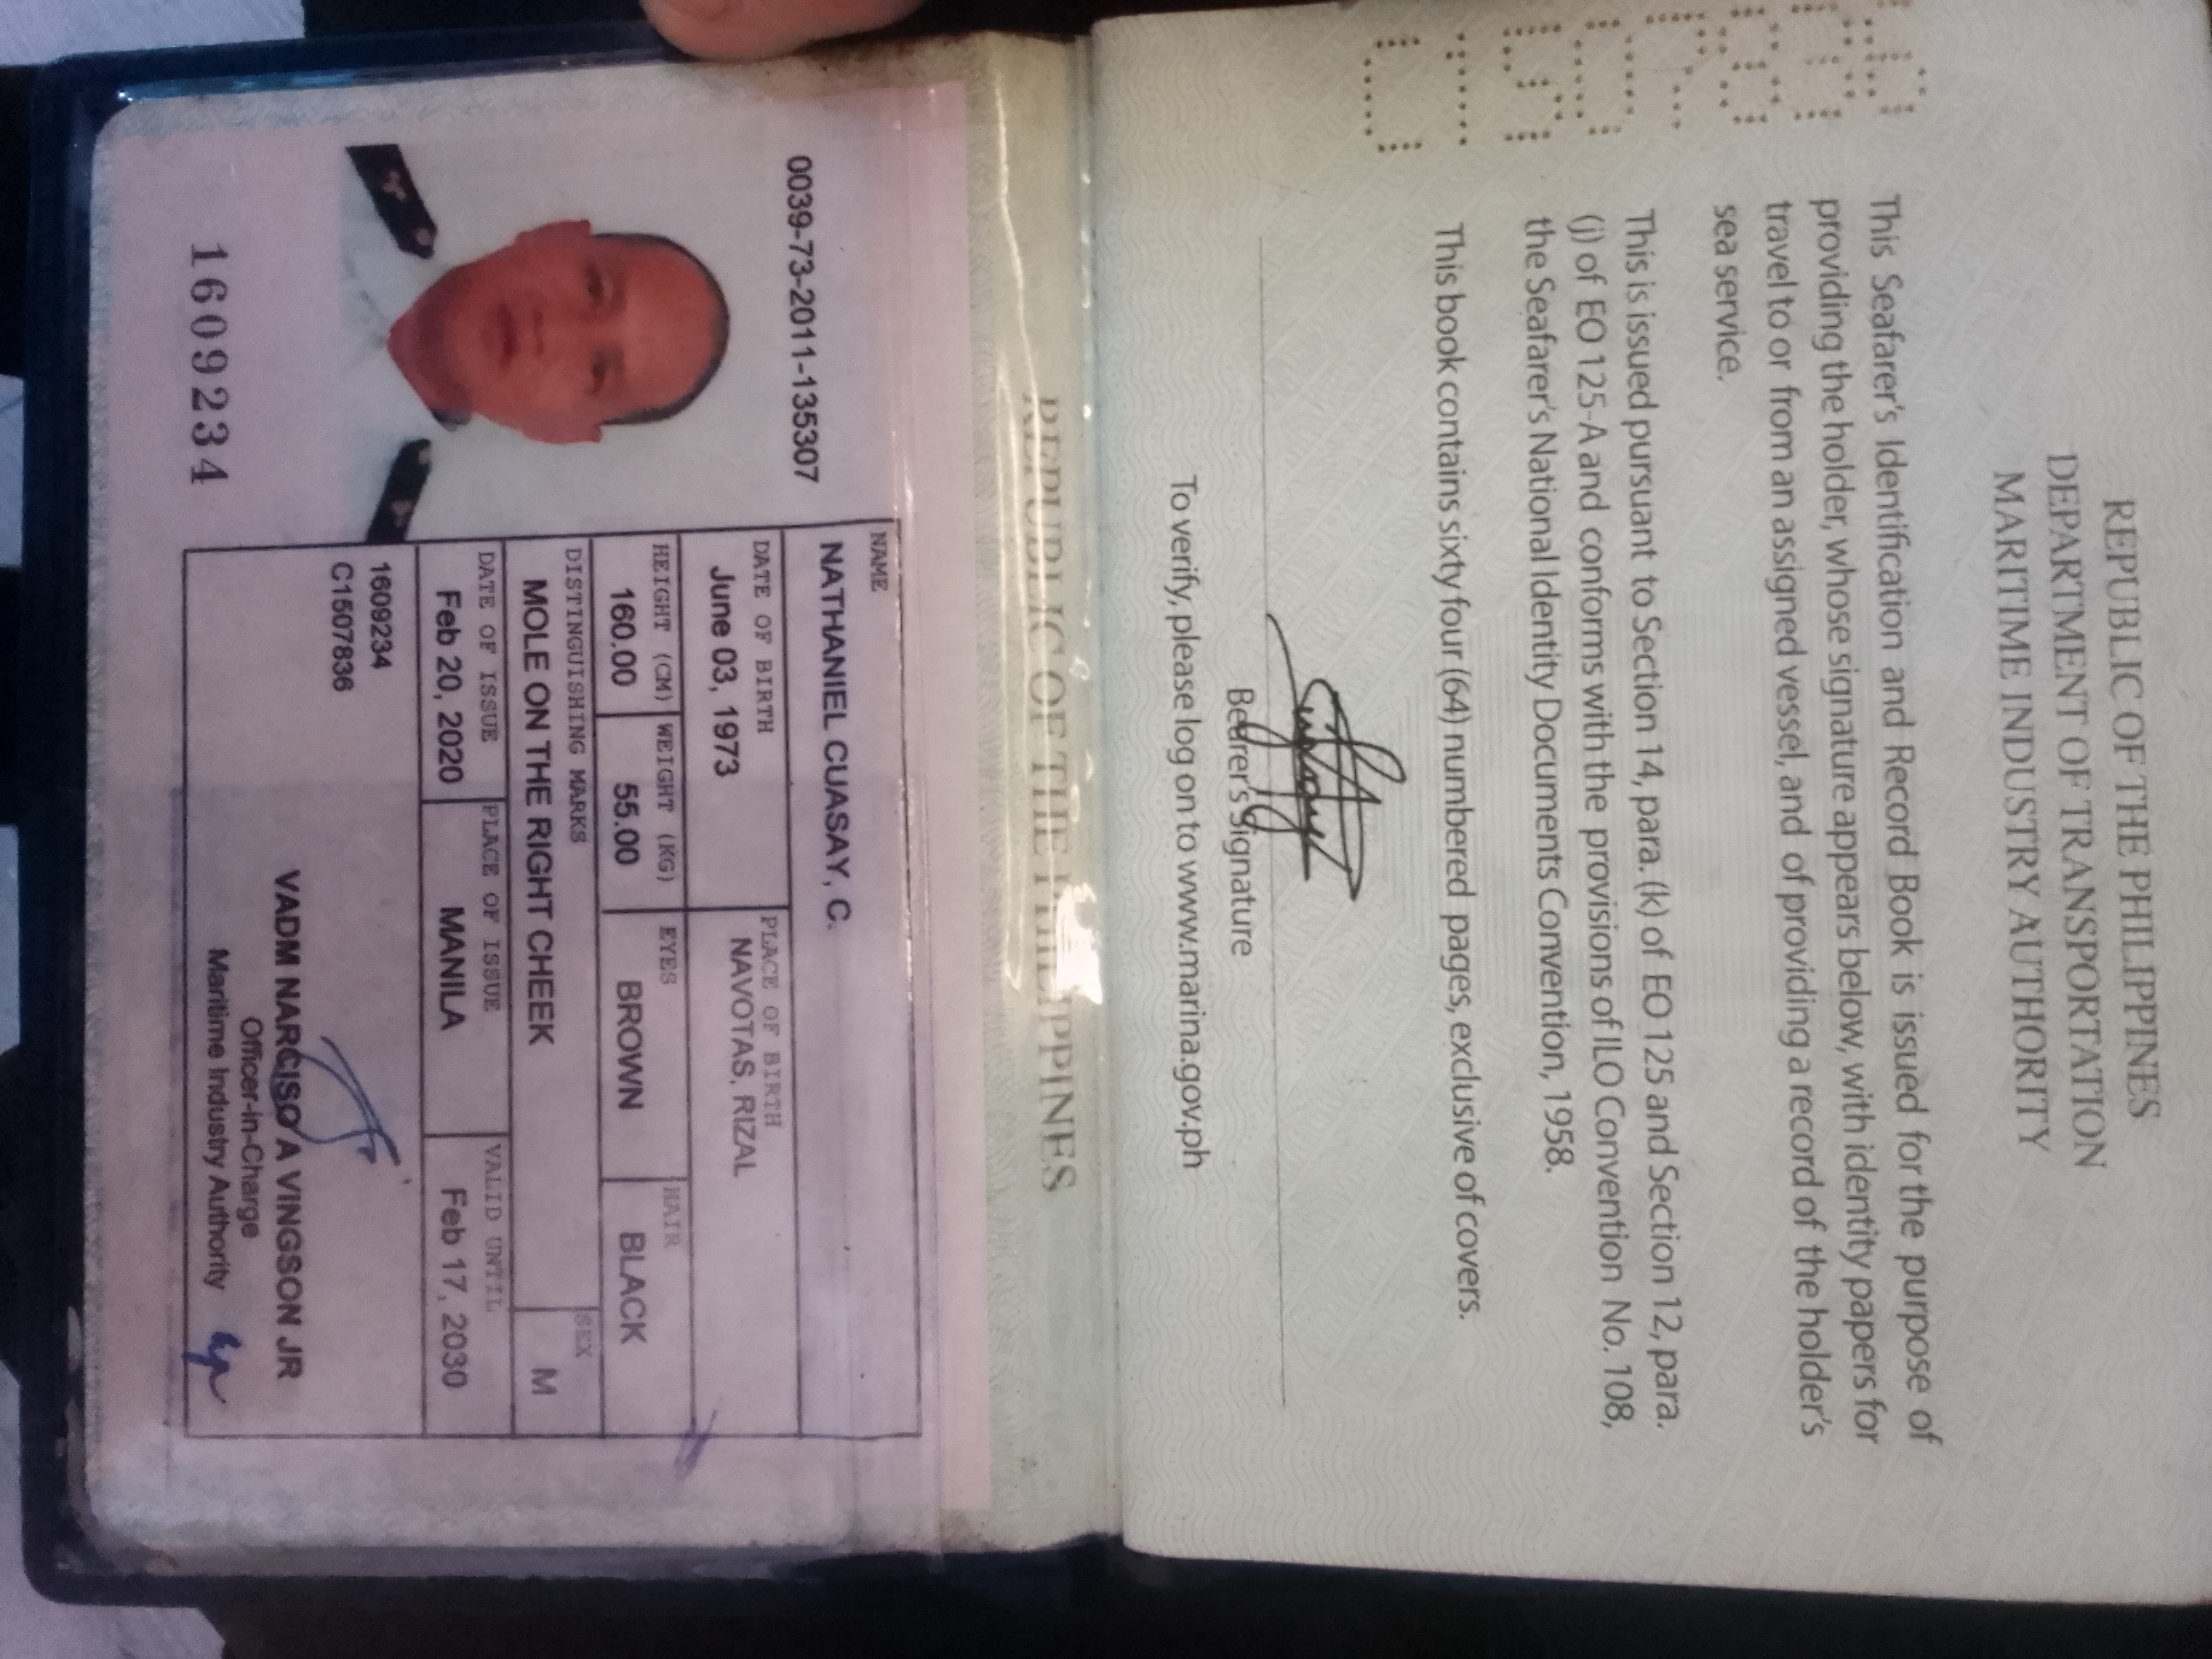 REPUBLIC OF THE PHILIPPINES
DEPARTMENT OF TRANSPORTATION
MARITIME INDUSTRY AUTHORITY
This Seafarer's Identification and Record Book is issued for the purpose of
providing the holder, whose signature appears below, with identity papers for
travel to or from an assigned vessel, and of providing a record of the holder's
sea service.
This is issued pursuant to Section 14, para. (k) of EO 125 and Section 12, para.
(j) of EO 125-A and conforms with the provisions of ILO Convention No. 108,
the Seafarer's National Identity Documents Convention, 1958.
This book contains sixty four (64) numbered pages, exclusive of covers.
Bearer's Signature
To verify, please log on to www.marina.gov.ph
REPUBLIC OF THE PHILIPPINES
0039-73-2011-135307
NAME
NATHANIEL CUASAY, C.
DATE OF BIRTH PLACE OF BIRTH
June 03, 1973 NAVOTAS, RIZAL
HEIGHT (CM) WEIGHT (KG) EYES HAIR
160.00 55.00 BROWN BLACK
DISTINGUISHING MARKS SEX
MOLE ON THE RIGHT CHEEK M
DATE OF ISSUE PLACE OF ISSUE VALID UNTIL
Feb 20, 2020 MANILA Feb 17, 2030
1609234
C1507836
VADM NARCISO A VINGSON JR
Officer-in-Charge
Maritime Industry Authority
1609234